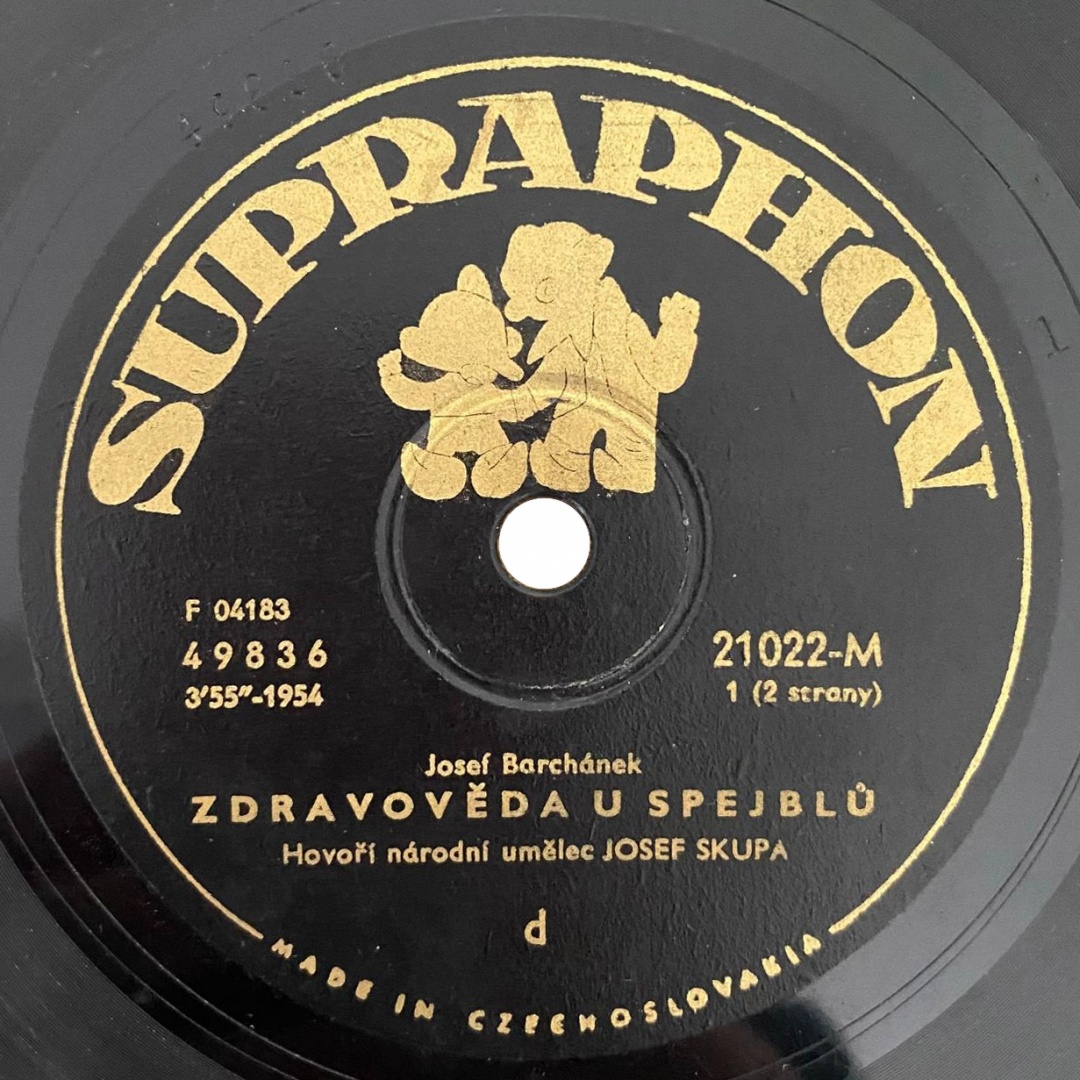 SUPRAPHON
F 04183
49836
3'55"-1954
21022-M
1 (2 strany)
Josef Barchánek
ZDRAVOVĚDA U SPEJBLŮ
Hovoří národní umělec JOSEF SKUPA
d
MADE IN CZECHOSLOVAKIA